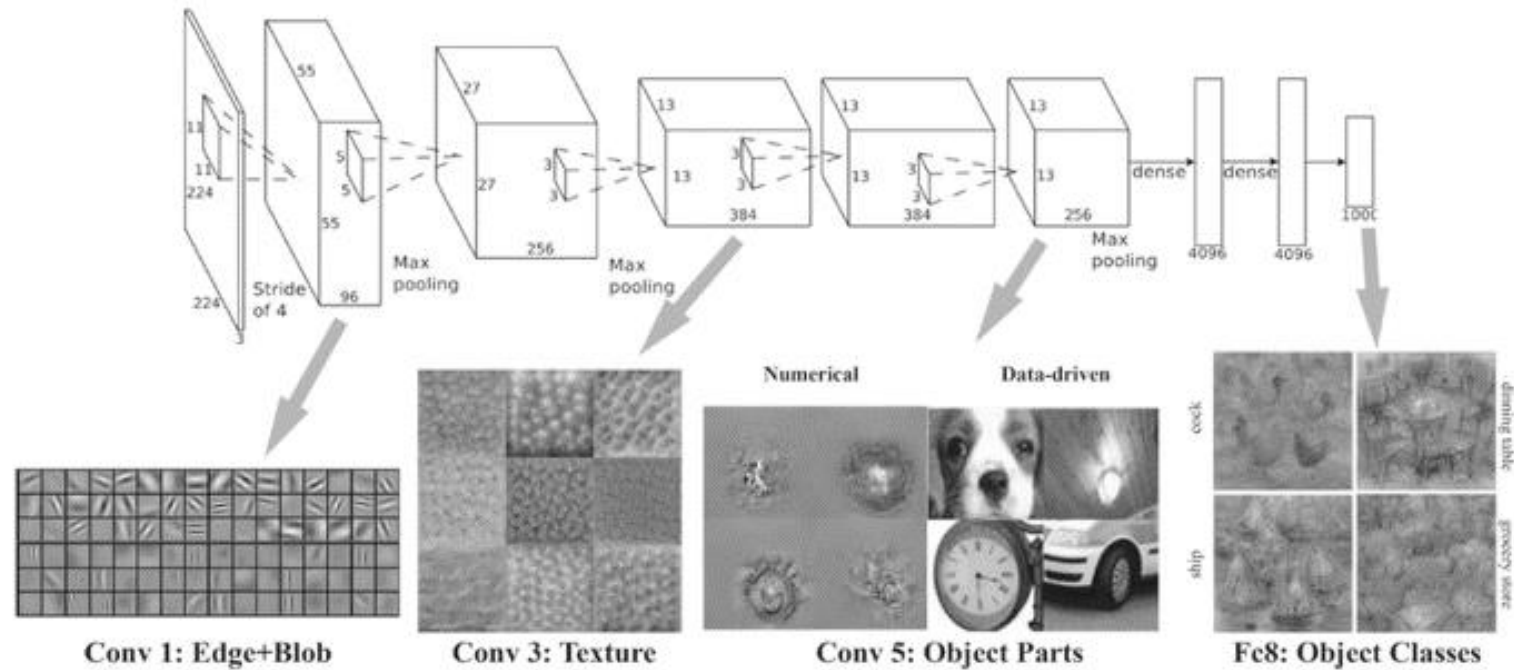 55
27
13
13
13
11
11
224
5
5
3
3
3
3
3
3
55
27
13
13
13
dense
dense
224
Stride
of 4
3
96
Max
pooling
256
Max
pooling
384
384
256
Max
pooling
4096
4096
1000
Numerical
Data-driven
cock
dinning table
ship
grocery store
Conv 1: Edge+Blob
Conv 3: Texture
Conv 5: Object Parts
Fc8: Object Classes